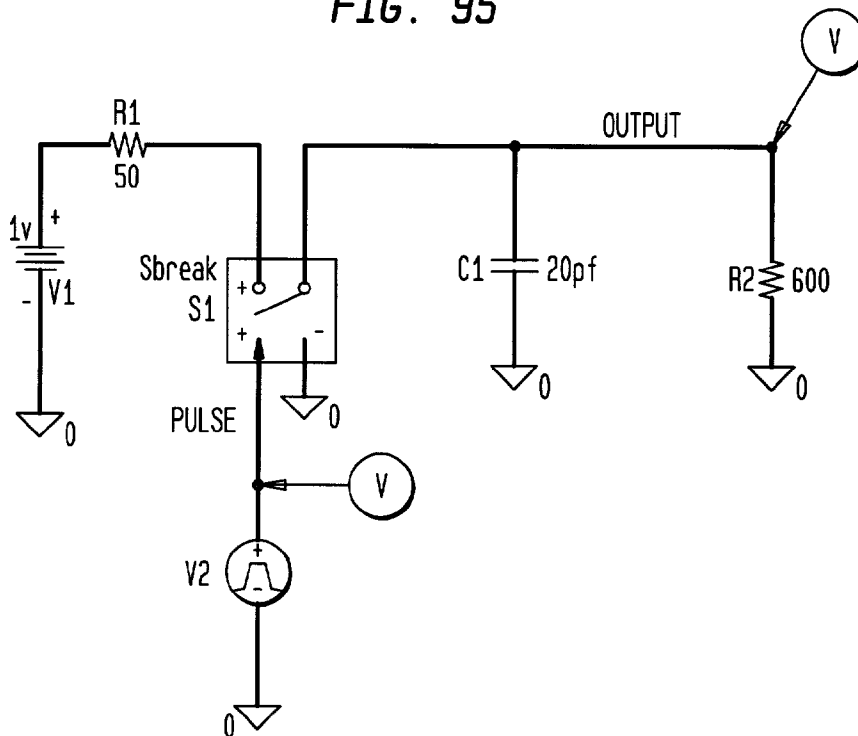 FIG. 95
V
R1
50
OUTPUT
1v
+
-
V1
Sbreak
S1
+
+
-
C1
20pf
R2
600
0
0
0
0
PULSE
V
V2
+
-
0